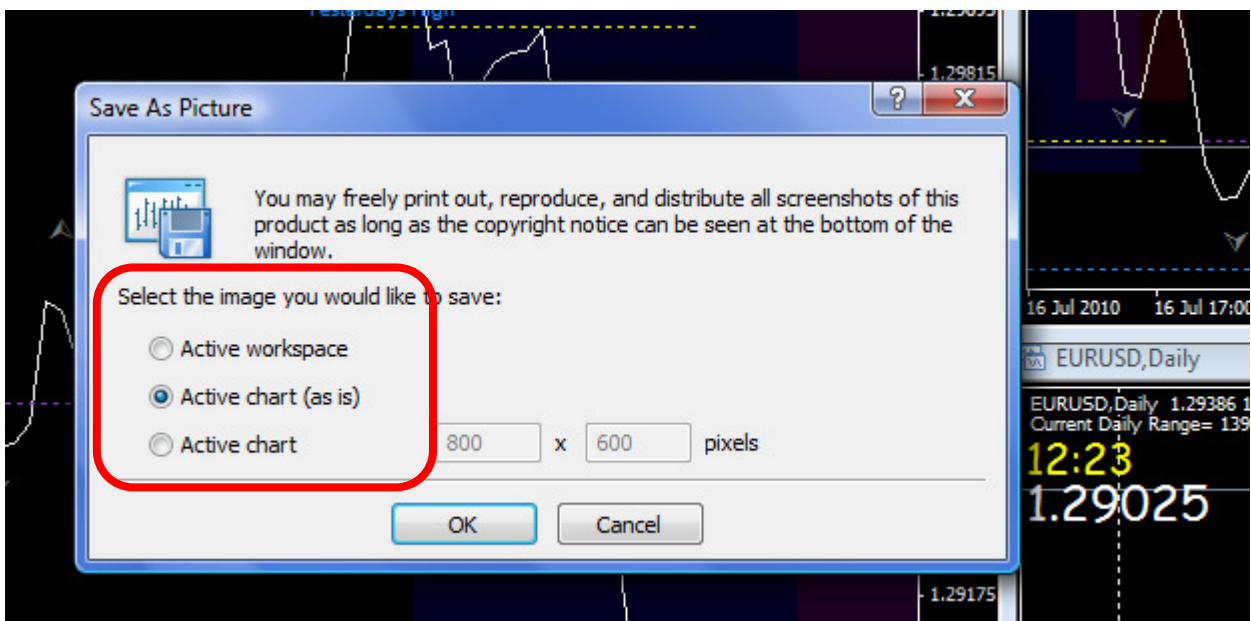 Yesterdays High
1.29815
Save As Picture
You may freely print out, reproduce, and distribute all screenshots of this
product as long as the copyright notice can be seen at the bottom of the
window.
Select the image you would like to save:
Active workspace
Active chart (as is)
Active chart
800 x 600 pixels
OK
Cancel
1.29175
16 Jul 2010 16 Jul 17:00
EURUSD,Daily
EURUSD,Daily 1.29386 1
Current Daily Range= 139
12:23
1.29025